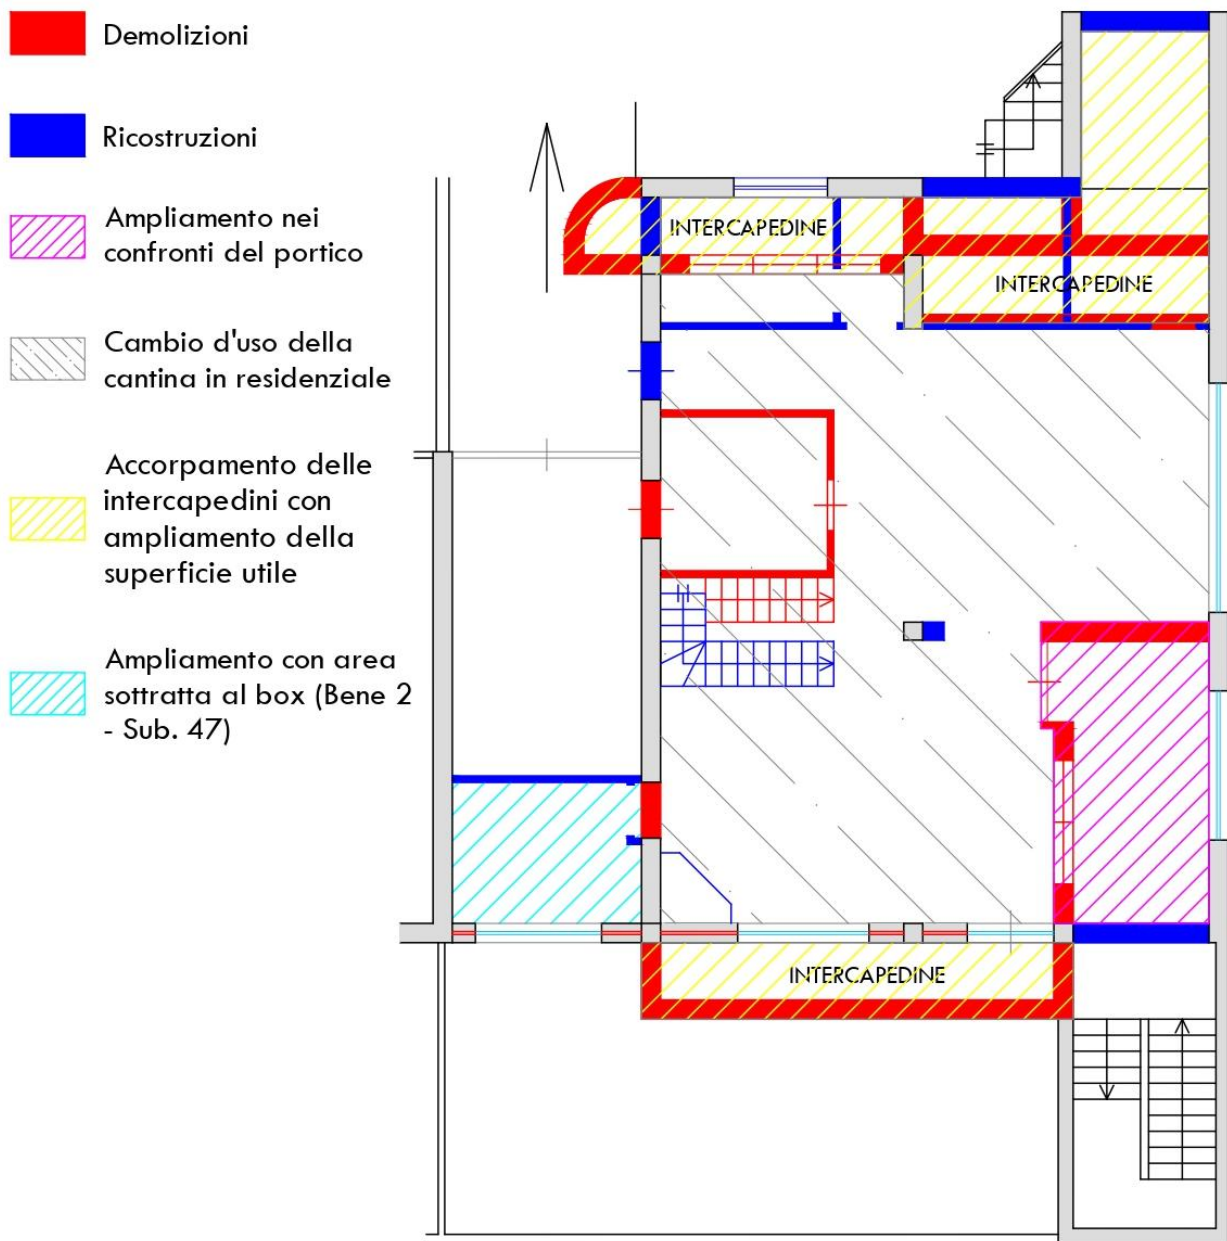 Demolizioni
Ricostruzioni
Ampliamento nei
confronti del portico
Cambio d'uso della
cantina in residenziale
Accorpamento delle
intercapedini con
ampliamento della
superficie utile
Ampliamento con area
sottratta al box (Bene 2
- Sub. 47)
INTERCAPEDINE
INTERCAPEDINE
INTERCAPEDINE